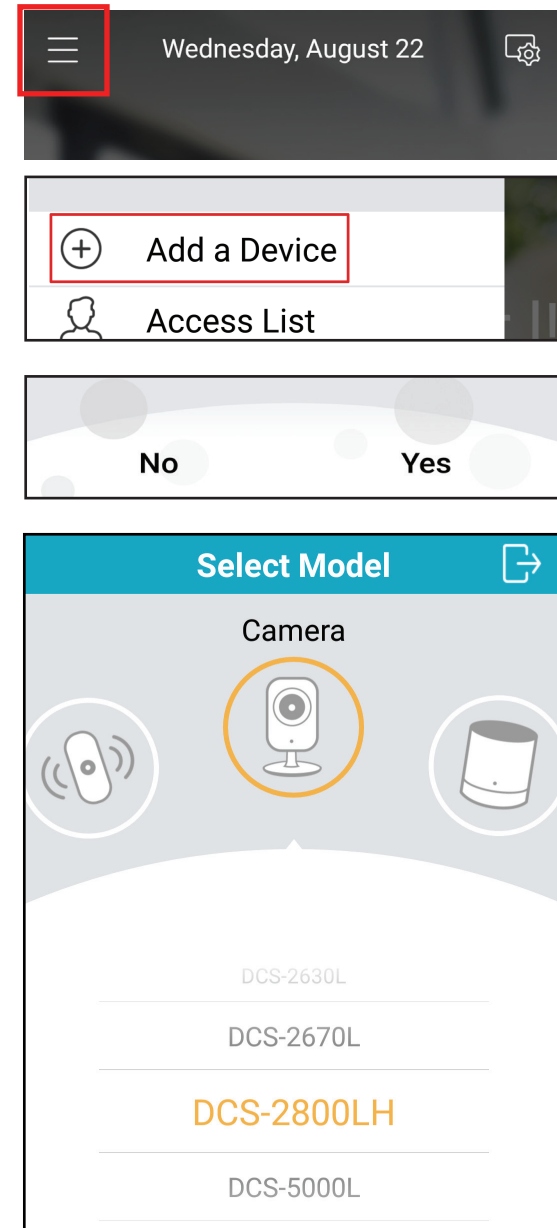 Wednesday, August 22
Add a Device
Access List
No Yes
Select Model
Camera
DCS-2630L
DCS-2670L
DCS-2800LH
DCS-5000L